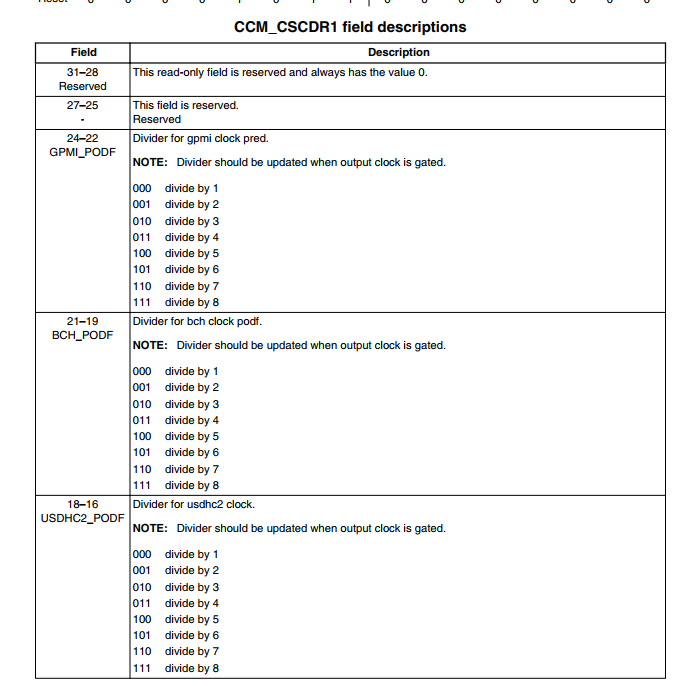 CCM_CSCDR1 field descriptions
Field Description
31–28
Reserved
This read-only field is reserved and always has the value 0.
27–25
-
This field is reserved.
Reserved
24–22
GPMI_PODF
Divider for gpmi clock pred.
NOTE: Divider should be updated when output clock is gated.
000 divide by 1
001 divide by 2
010 divide by 3
011 divide by 4
100 divide by 5
101 divide by 6
110 divide by 7
111 divide by 8
21–19
BCH_PODF
Divider for bch clock podf.
NOTE: Divider should be updated when output clock is gated.
000 divide by 1
001 divide by 2
010 divide by 3
011 divide by 4
100 divide by 5
101 divide by 6
110 divide by 7
111 divide by 8
18–16
USDHC2_PODF
Divider for usdhc2 clock.
NOTE: Divider should be updated when output clock is gated.
000 divide by 1
001 divide by 2
010 divide by 3
011 divide by 4
100 divide by 5
101 divide by 6
110 divide by 7
111 divide by 8